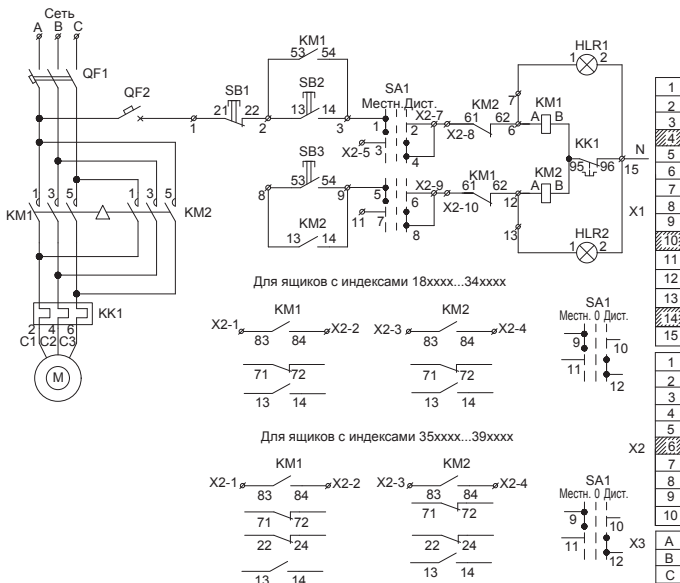 Сеть
A B C
QF1
QF2
SB1
21 22
1
2
KM1
53 54
SB2
13 14
3
SA1
Местн. Дист.
1
2
X2-7
X2-5
3
4
KM2
61 62
X2-8
6
7
HLR1
1 2
KM1
A B
KK1
95 96
N
15
SB3
53 54
8
9
KM2
13 14
5
6
X2-9
11
7
8
KM1
61 62
X2-10
12
13
KM2
A B
HLR2
1 2
KM1
1 3 5
1 3 5
KM2
KK1
2 4 6
C1 C2 C3
M
Для ящиков с индексами 18xxxx...34xxxx
X2-1
KM1
83 84
X2-2
X2-3
KM2
83 84
X2-4
71 72
13 14
71 72
13 14
SA1
Местн. 0 Дист.
9
10
11
12
Для ящиков с индексами 35xxxx...39xxxx
X2-1
KM1
83 84
X2-2
X2-3
KM2
83 84
X2-4
71 72
22 24
13 14
71 72
22 24
13 14
SA1
Местн. 0 Дист.
9
10
11
12
X1
1
2
3
4
5
6
7
8
9
10
11
12
13
14
15
X2
1
2
3
4
5
6
7
8
9
10
X3
A
B
C